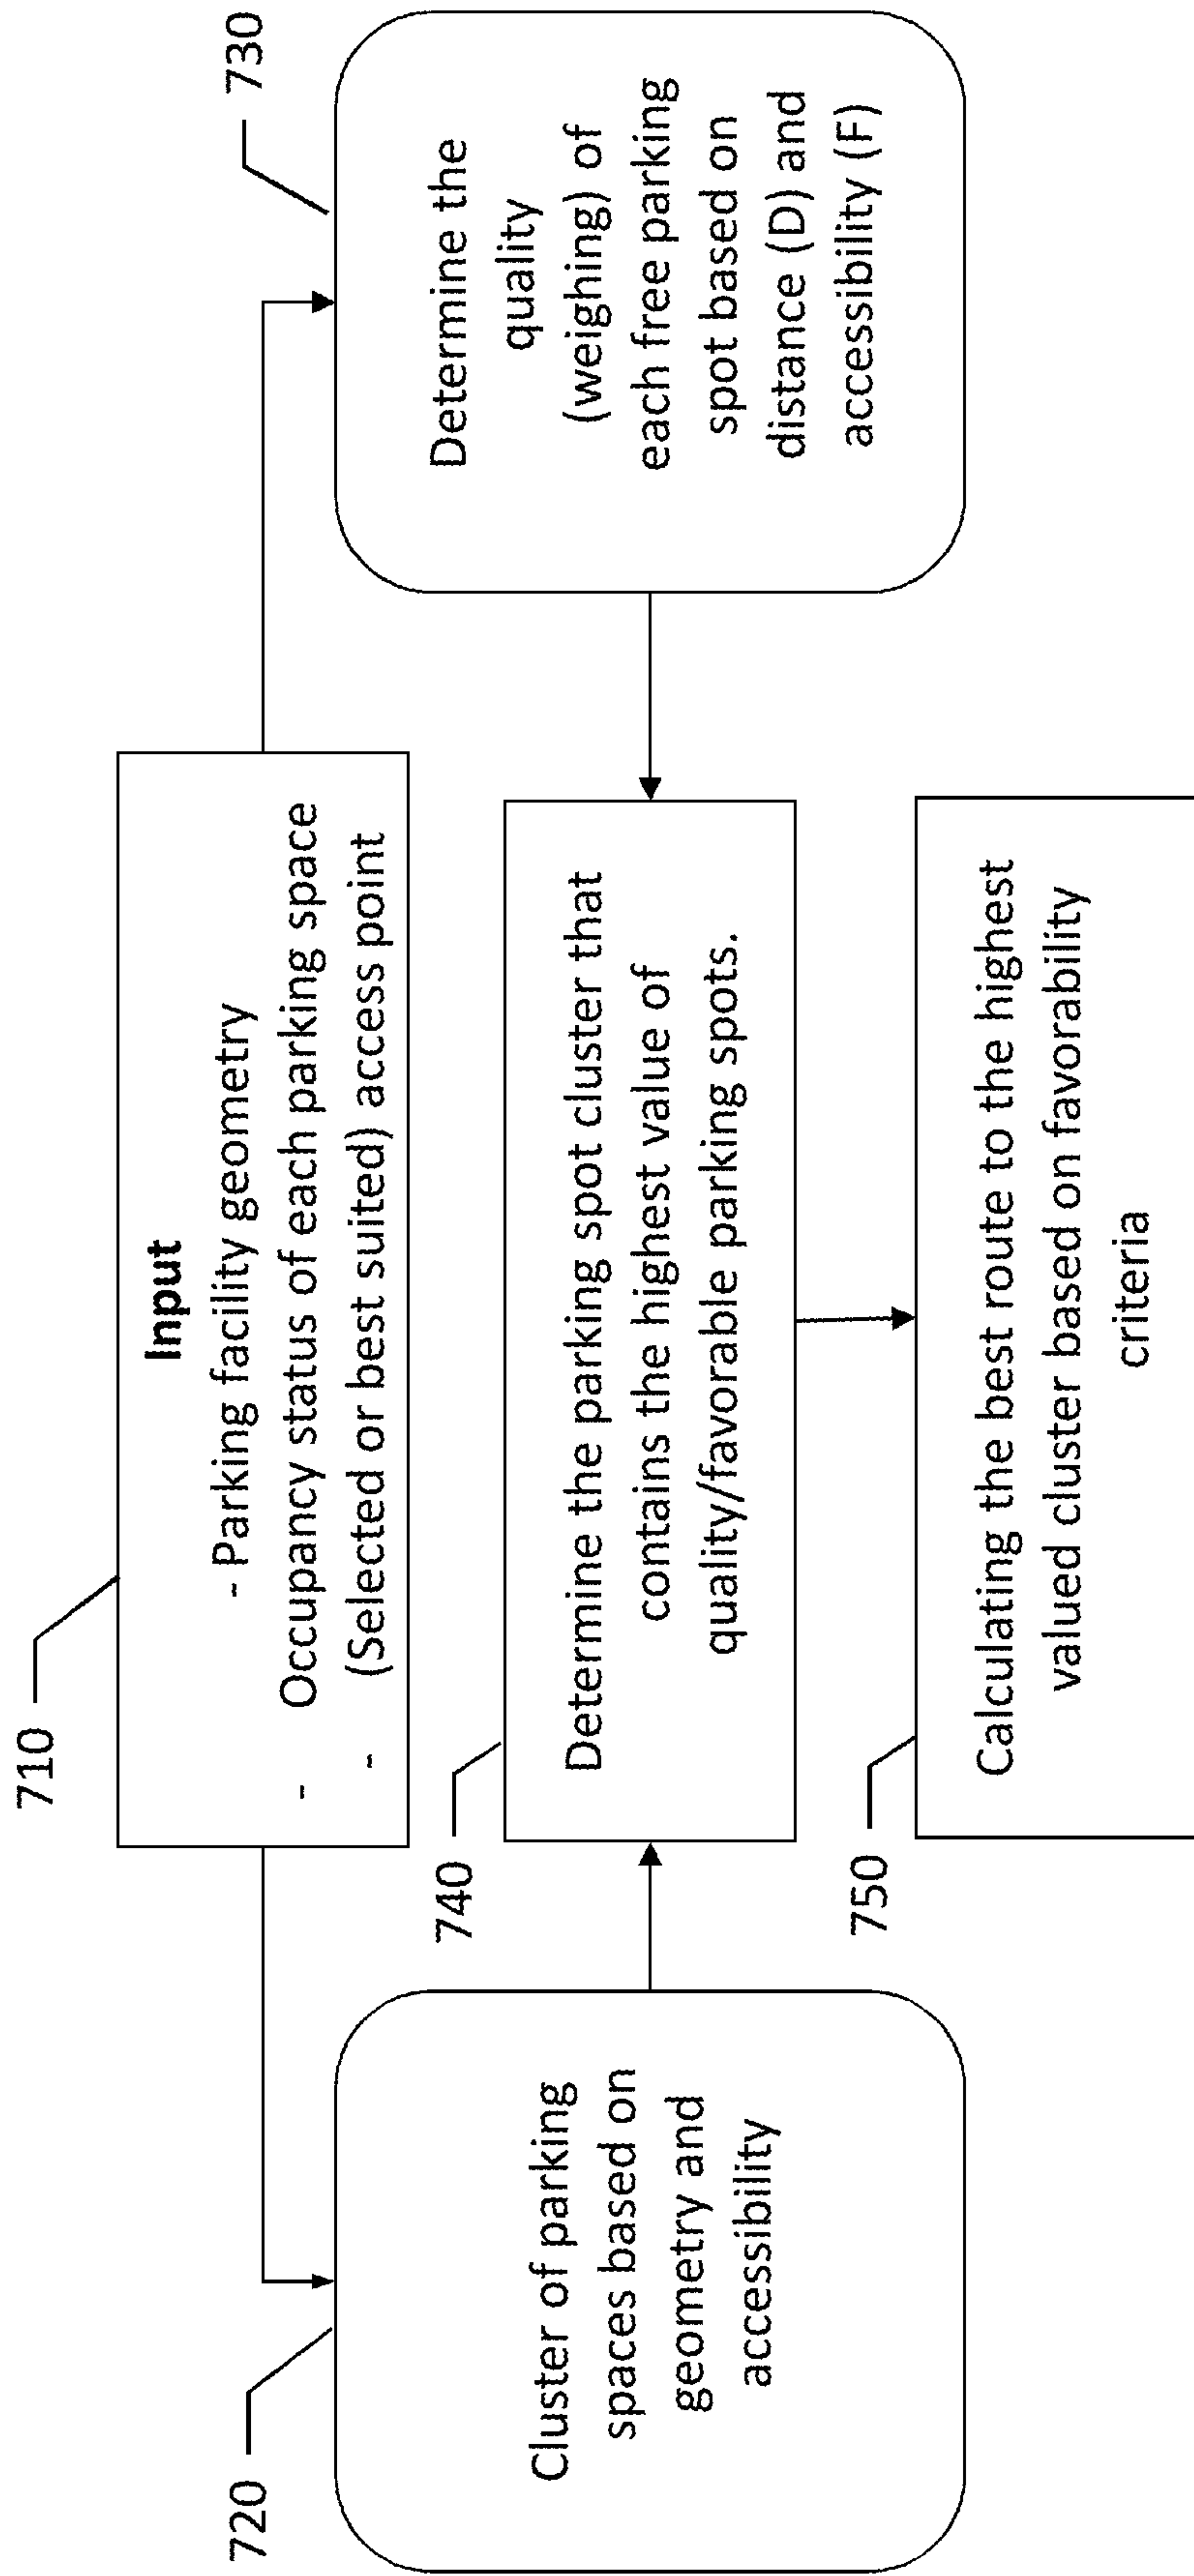 710
Input
- Parking facility geometry
- Occupancy status of each parking space
- (Selected or best suited) access point
720
Cluster of parking
spaces based on
geometry and
accessibility
730
Determine the
quality
(weighing) of
each free parking
spot based on
distance (D) and
accessibility (F)
740
Determine the parking spot cluster that
contains the highest value of
quality/favorable parking spots.
750
Calculating the best route to the highest
valued cluster based on favorability
criteria